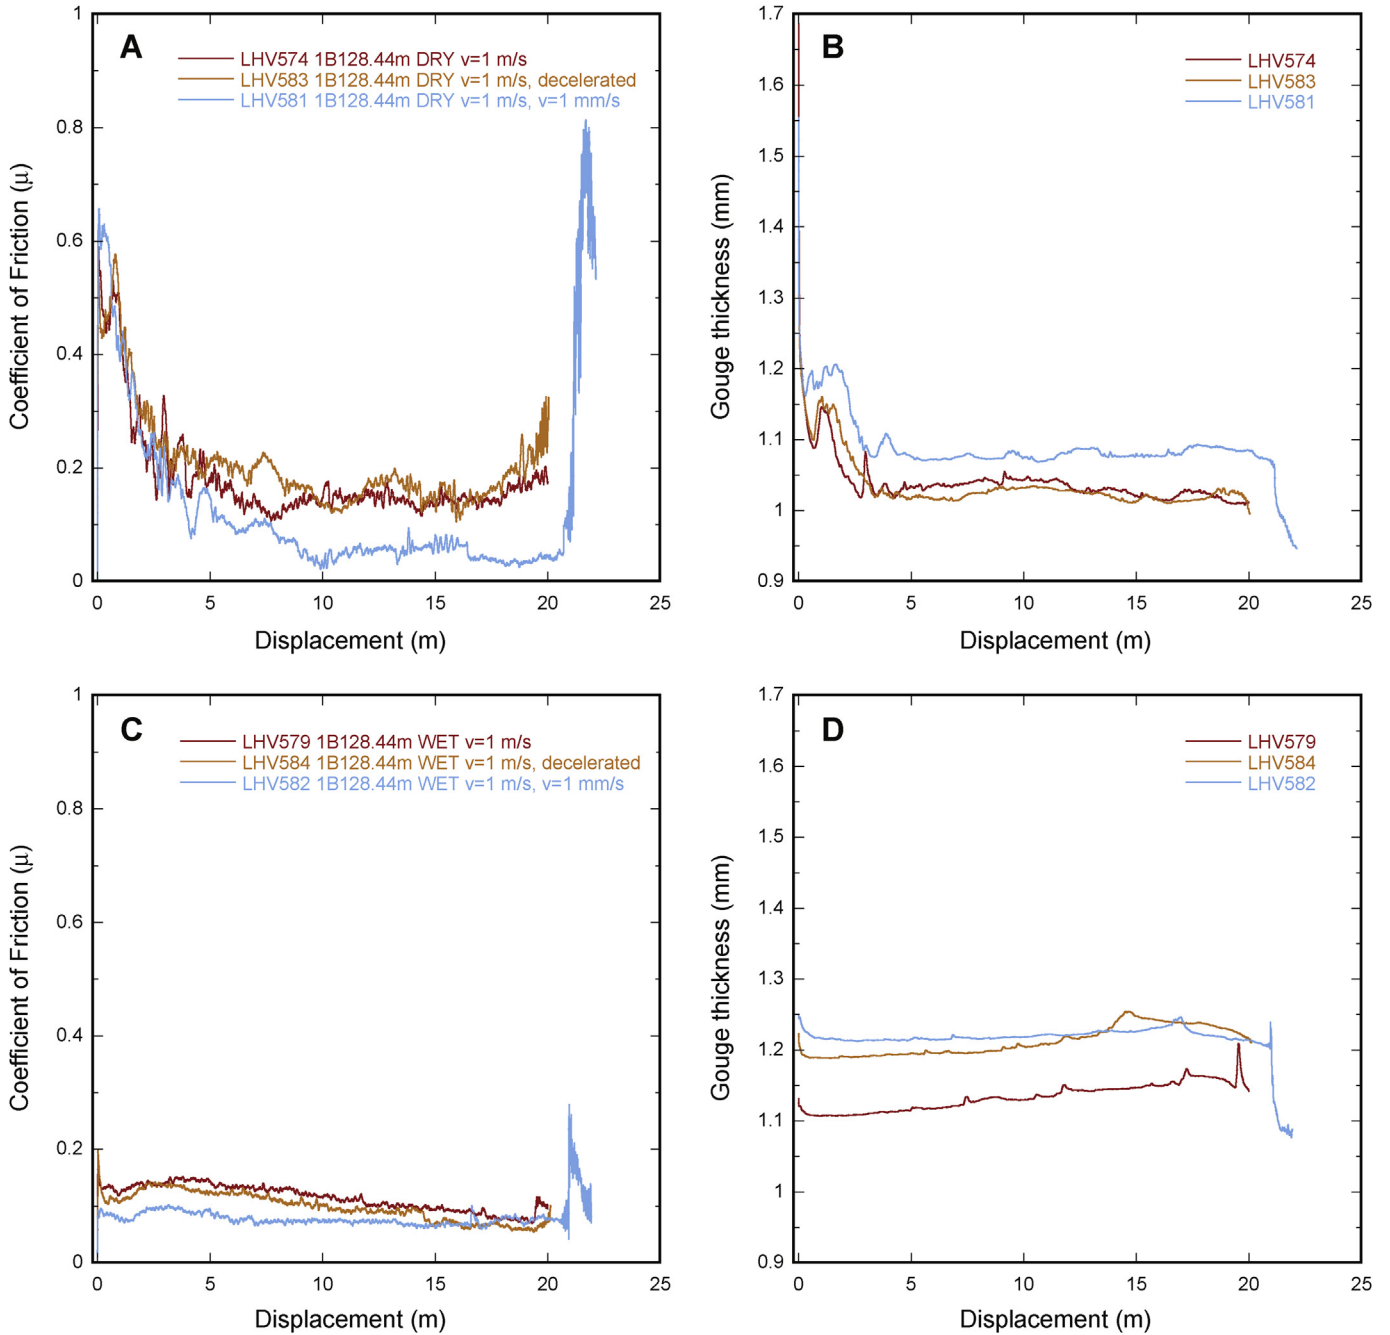 A
LHV574 1B128.44m DRY v=1 m/s
LHV583 1B128.44m DRY v=1 m/s, decelerated
LHV581 1B128.44m DRY v=1 m/s, v=1 mm/s
Coefficient of Friction (μ)
1
0.8
0.6
0.4
0.2
0
0 5 10 15 20 25
Displacement (m)
B
LHV574
LHV583
LHV581
Gouge thickness (mm)
1.7
1.6
1.5
1.4
1.3
1.2
1.1
1
0.9
0 5 10 15 20 25
Displacement (m)
C
LHV579 1B128.44m WET v=1 m/s
LHV584 1B128.44m WET v=1 m/s, decelerated
LHV582 1B128.44m WET v=1 m/s, v=1 mm/s
Coefficient of Friction (μ)
1
0.8
0.6
0.4
0.2
0
0 5 10 15 20 25
Displacement (m)
D
LHV579
LHV584
LHV582
Gouge thickness (mm)
1.7
1.6
1.5
1.4
1.3
1.2
1.1
1
0.9
0 5 10 15 20 25
Displacement (m)